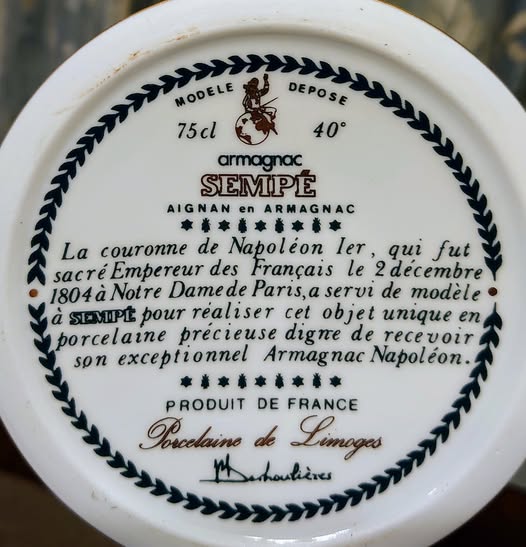 MODELE DEPOSE
75cl 40°
armagnac
SEMPÉ
AIGNAN en ARMAGNAC
La couronne de Napoléon Ier, qui fut
sacré Empereur des Français le 2 décembre
1804 à Notre Dame de Paris, a servi de modèle
à SEMPÉ pour réaliser cet objet unique en
porcelaine précieuse digne de recevoir
son exceptionnel Armagnac Napoléon.
PRODUIT DE FRANCE
Porcelaine de Limoges
Deshoulières